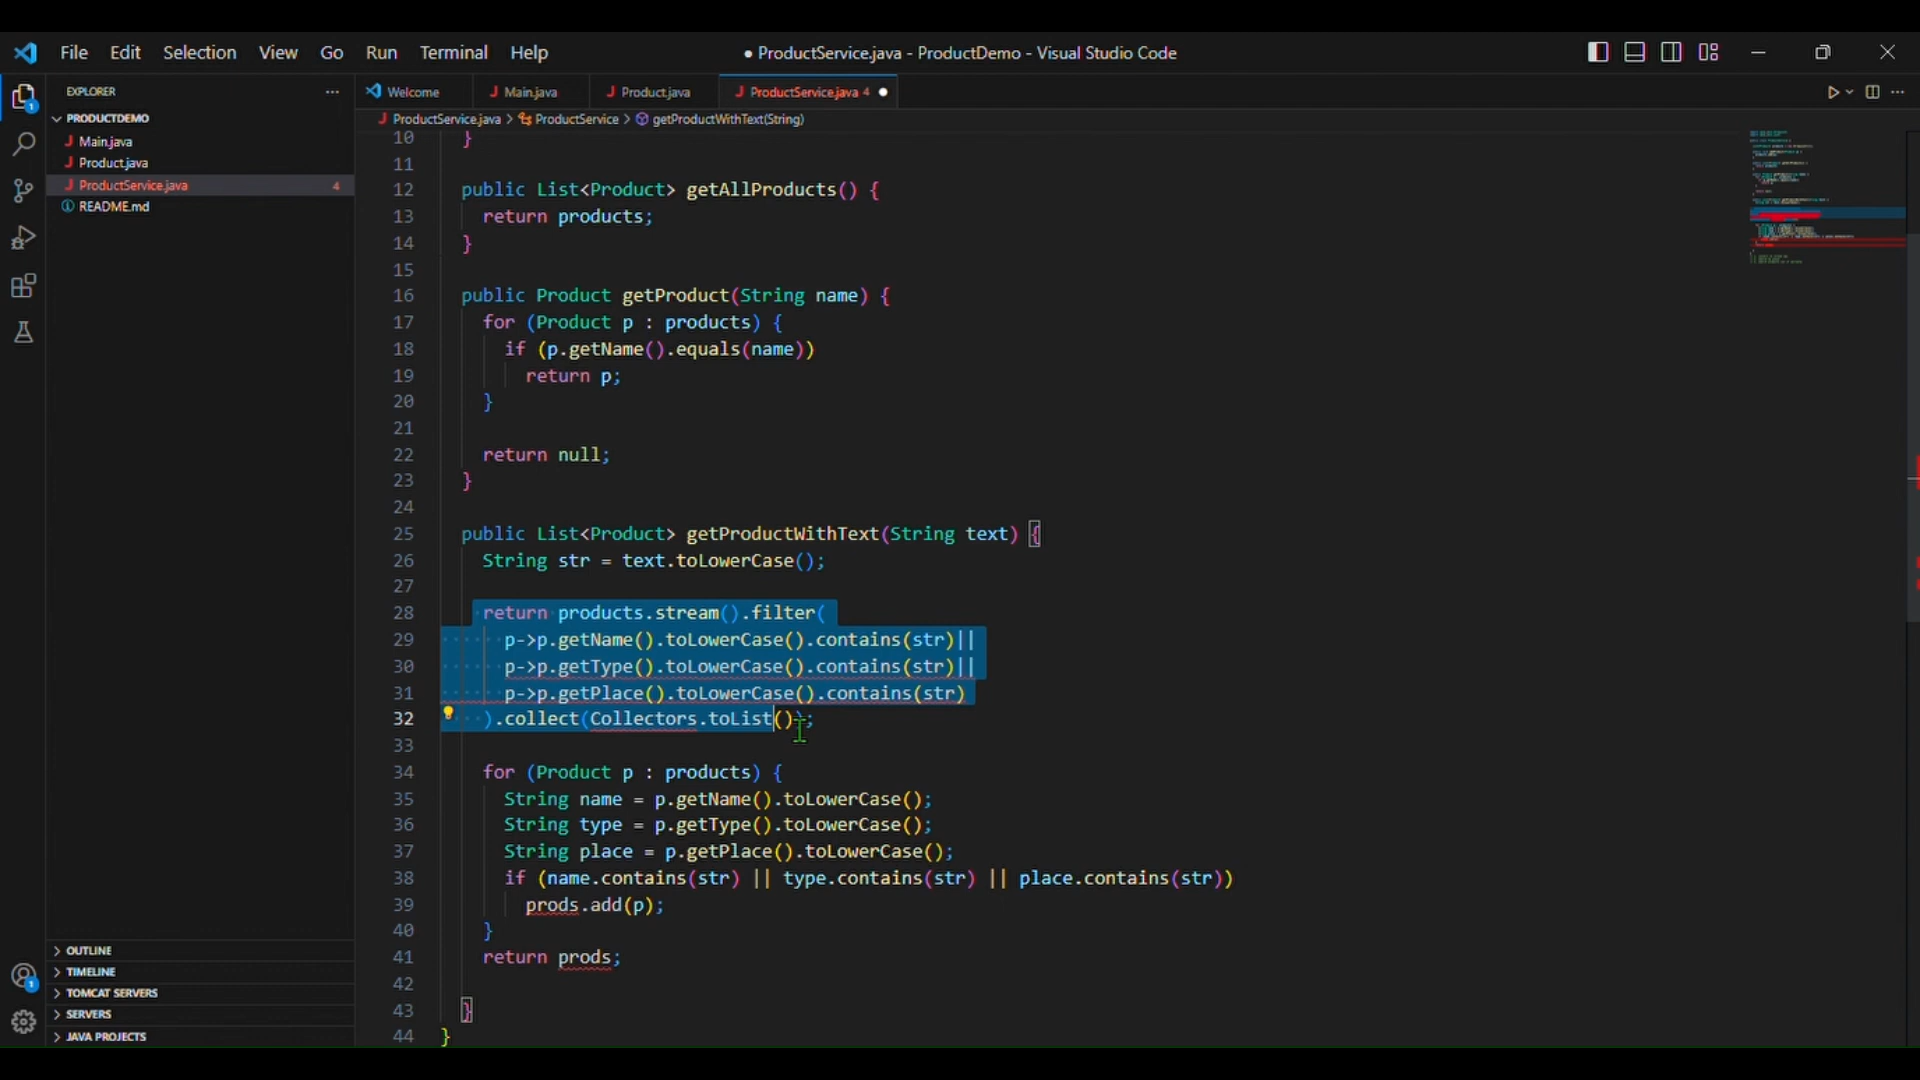 File Edit Selection View Go Run Terminal Help
● ProductService.java - ProductDemo - Visual Studio Code
EXPLORER
PRODUCTDEMO
Main.java
Product.java
ProductService.java 4
README.md
OUTLINE
TIMELINE
TOMCAT SERVERS
SERVERS
JAVA PROJECTS
1
1
Welcome
Main.java
Product.java
ProductService.java 4 ●
ProductService.java > ProductService > getProductWithText(String)
10 }
11
12 public List<Product> getAllProducts() {
13 return products;
14 }
15
16 public Product getProduct(String name) {
17 for (Product p : products) {
18 if (p.getName().equals(name))
19 return p;
20 }
21
22 return null;
23 }
24
25 public List<Product> getProductWithText(String text) {
26 String str = text.toLowerCase();
27
28 return products.stream().filter(
29 p->p.getName().toLowerCase().contains(str)||
30 p->p.getType().toLowerCase().contains(str)||
31 p->p.getPlace().toLowerCase().contains(str)
32 ).collect(Collectors.toList());
33
34 for (Product p : products) {
35 String name = p.getName().toLowerCase();
36 String type = p.getType().toLowerCase();
37 String place = p.getPlace().toLowerCase();
38 if (name.contains(str) || type.contains(str) || place.contains(str))
39 prods.add(p);
40 }
41 return prods;
42
43 }
44 }